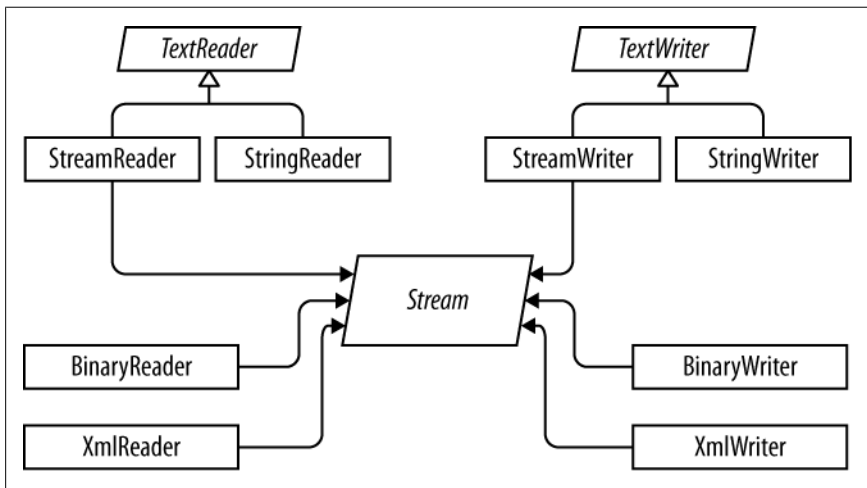 TextReader
TextWriter
StreamReader
StringReader
StreamWriter
StringWriter
Stream
BinaryReader
BinaryWriter
XmlReader
XmlWriter